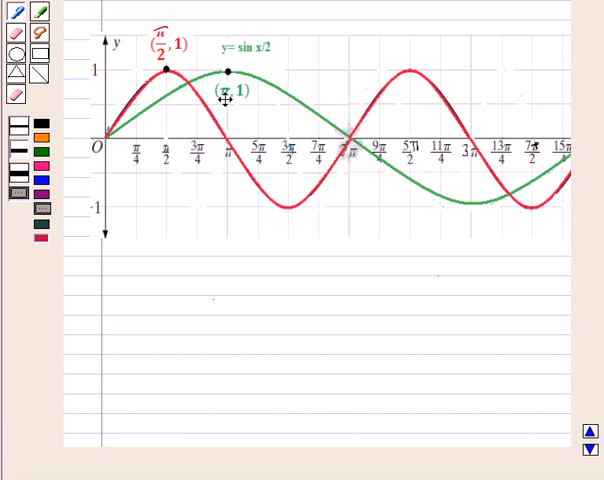 y
(π/2, 1)
y= sin x/2
1
(π, 1)
O π/4 π/2 3π/4 π 5π/4 3π/2 7π/4 2π 9π/4 5π/2 11π/4 3π 13π/4 7π/2 15π/4
-1